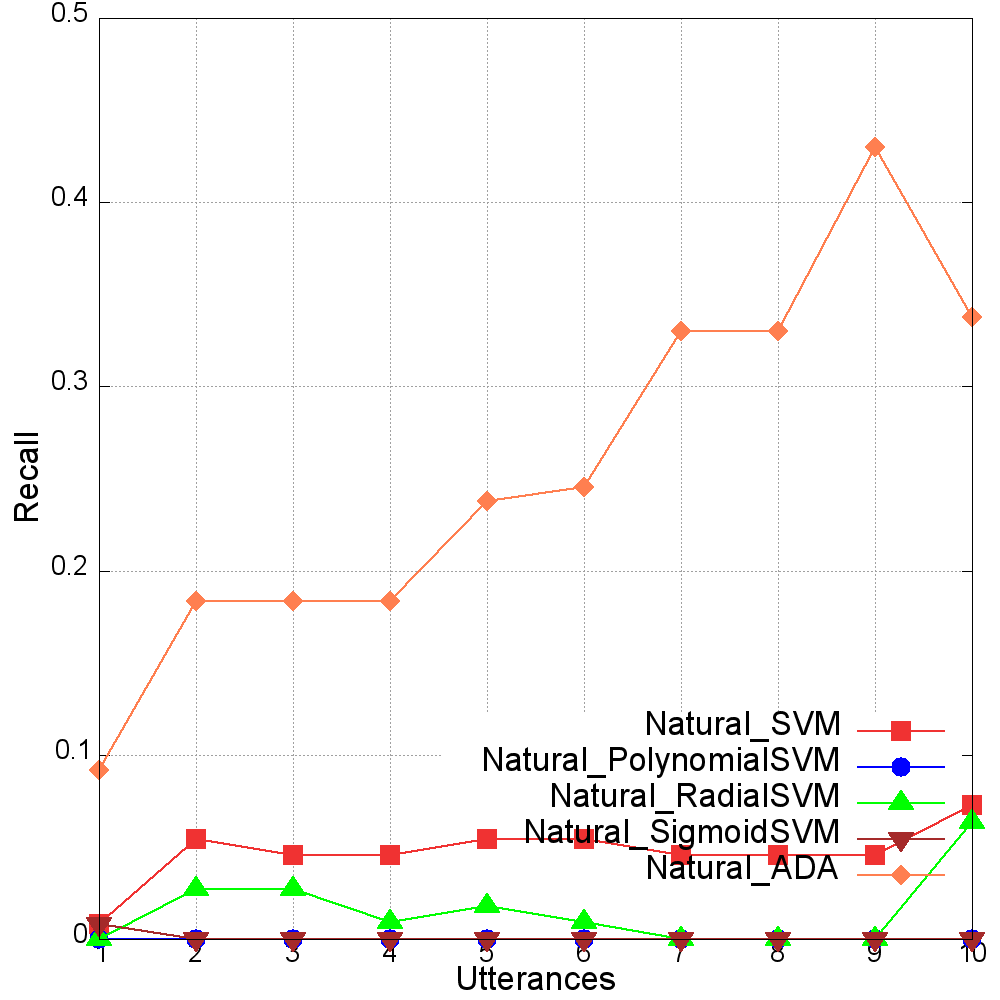 0.5
0.4
0.3
0.2
0.1
0
Recall
Natural_SVM
Natural_PolynomialSVM
Natural_RadialSVM
Natural_SigmoidSVM
Natural_ADA
1 2 3 4 5 6 7 8 9 10
Utterances